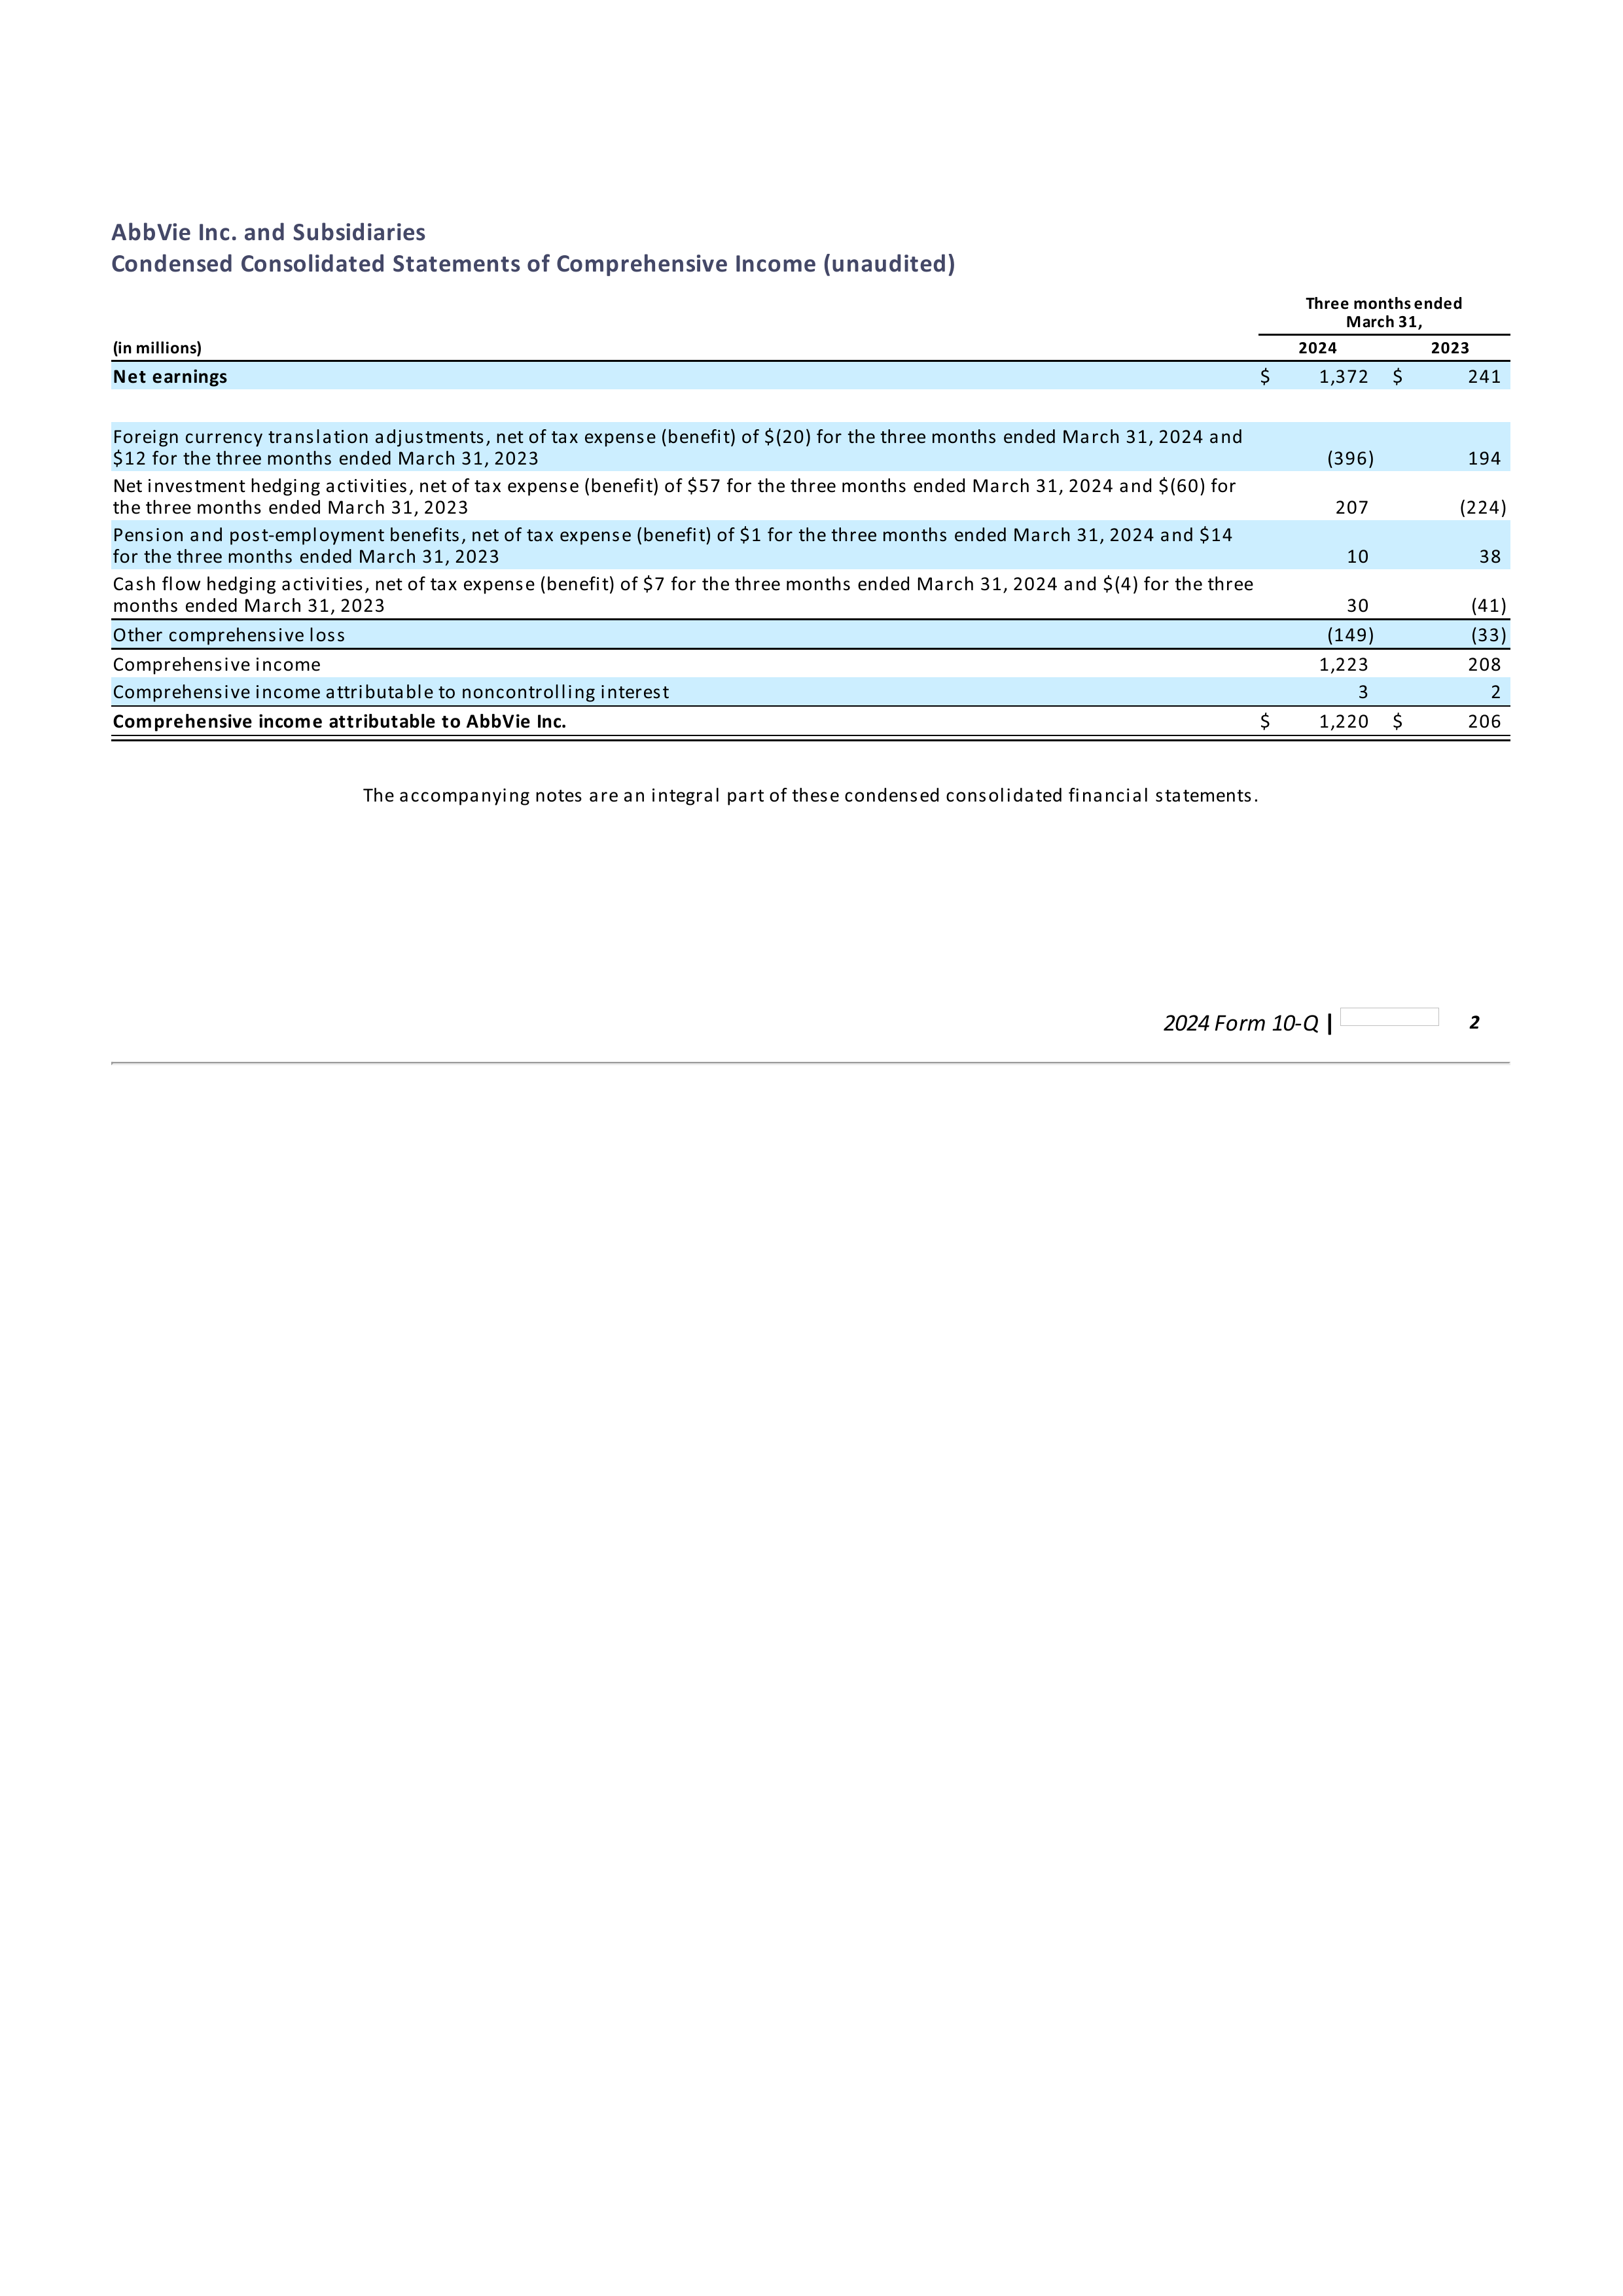 AbbVie Inc. and Subsidiaries
Condensed Consolidated Statements of Comprehensive Income (unaudited)
Three months ended
March 31,
(in millions) 2024 2023
Net earnings $ 1,372 $ 241
Foreign currency translation adjustments, net of tax expense (benefit) of $(20) for the three months ended March 31, 2024 and
$12 for the three months ended March 31, 2023 (396) 194
Net investment hedging activities, net of tax expense (benefit) of $57 for the three months ended March 31, 2024 and $(60) for
the three months ended March 31, 2023 207 (224)
Pension and post-employment benefits, net of tax expense (benefit) of $1 for the three months ended March 31, 2024 and $14
for the three months ended March 31, 2023 10 38
Cash flow hedging activities, net of tax expense (benefit) of $7 for the three months ended March 31, 2024 and $(4) for the three
months ended March 31, 2023 30 (41)
Other comprehensive loss (149) (33)
Comprehensive income 1,223 208
Comprehensive income attributable to noncontrolling interest 3 2
Comprehensive income attributable to AbbVie Inc. $ 1,220 $ 206
The accompanying notes are an integral part of these condensed consolidated financial statements.
2024 Form 10-Q | 2